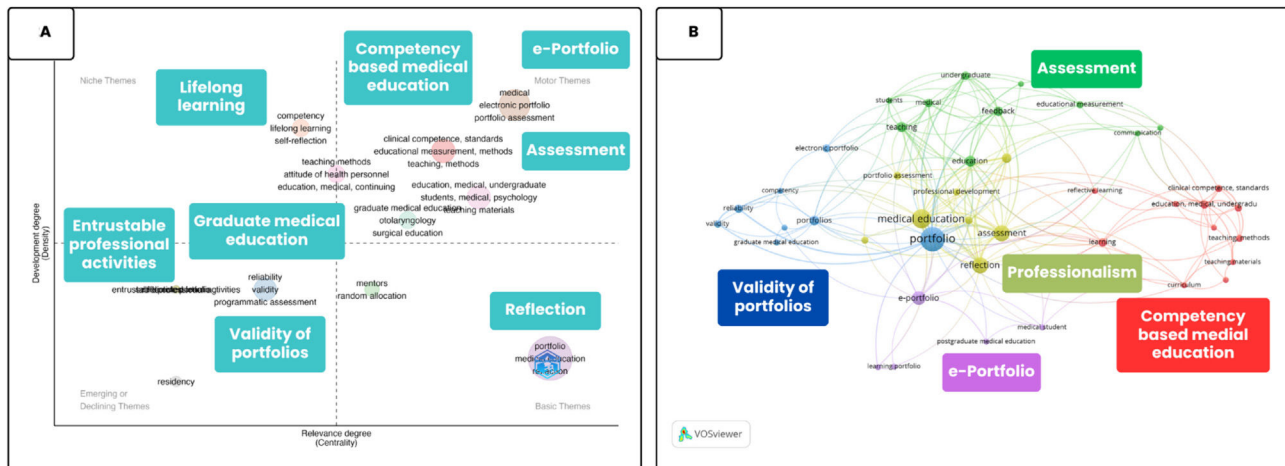 A
Niche Themes
Lifelong
learning
Competency
based medical
education
e-Portfolio
Motor Themes
medical
electronic portfolio
portfolio assessment
competency
lifelong learning
self-reflection
clinical competence, standards
educational measurement, methods
teaching, methods
Assessment
teaching methods
attitude of health personnel
education, medical, continuing
education, medical, undergraduate
students, medical, psychology
teaching materials
graduate medical education
otolaryngology
surgical education
Entrustable
professional
activities
Graduate medical
education
Development degree
(Density)
reliability
validity
programmatic assessment
mentors
random allocation
Validity of
portfolios
Reflection
portfolio
medical education
residency
Emerging or
Declining Themes
Basic Themes
Relevance degree
(Centrality)
B
Assessment
undergraduate
students
medical
feedback
educational measurement
teaching
communication
electronic portfolio
education
portfolio assessment
competency
professional development
reflective learning
clinical competence, standards
reliability
education, medical, undergradu
validity
portfolios
medical education
assessment
graduate medical education
portfolio
learning
teaching, methods
reflection
teaching materials
Validity of
portfolios
Professionalism
curriculum
e-portfolio
Competency
based medial
education
medical student
postgraduate medical education
learning portfolio
e-Portfolio
VOSviewer